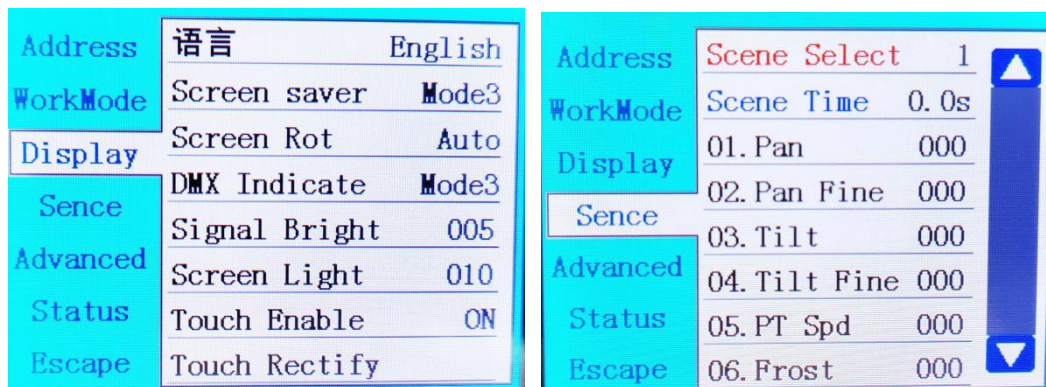 Address
WorkMode
Display
Sence
Advanced
Status
Escape
语言 English
Screen saver Mode3
Screen Rot Auto
DMX Indicate Mode3
Signal Bright 005
Screen Light 010
Touch Enable ON
Touch Rectify
Address
WorkMode
Display
Sence
Advanced
Status
Escape
Scene Select 1
Scene Time 0.0s
01.Pan 000
02.Pan Fine 000
03.Tilt 000
04.Tilt Fine 000
05.PT Spd 000
06.Frost 000